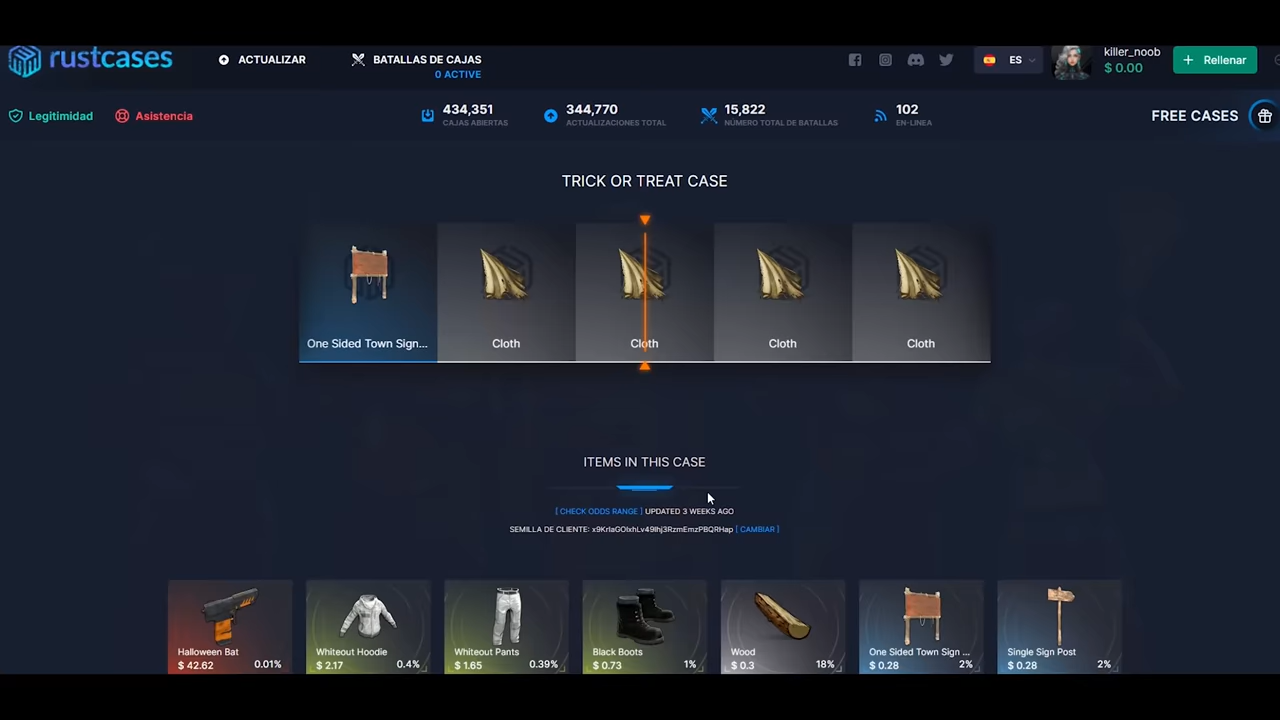 rustcases
ACTUALIZAR
BATALLAS DE CAJAS
0 ACTIVE
ES
killer_noob
$ 0.00
+ Rellenar
Legitimidad
Asistencia
434,351
CAJAS ABIERTAS
344,770
ACTUALIZACIONES TOTAL
15,822
NÚMERO TOTAL DE BATALLAS
102
EN-LINEA
FREE CASES
TRICK OR TREAT CASE
One Sided Town Sign...
Cloth
Cloth
Cloth
Cloth
ITEMS IN THIS CASE
[ CHECK ODDS RANGE ] UPDATED 3 WEEKS AGO
SEMILLA DE CLIENTE: [ CAMBIAR ]
Halloween Bat
$ 42.62 0.01%
Whiteout Hoodie
$ 2.17 0.4%
Whiteout Pants
$ 1.65 0.39%
Black Boots
$ 0.73 1%
Wood
$ 0.3 18%
One Sided Town Sign ...
$ 0.28 2%
Single Sign Post
$ 0.28 2%